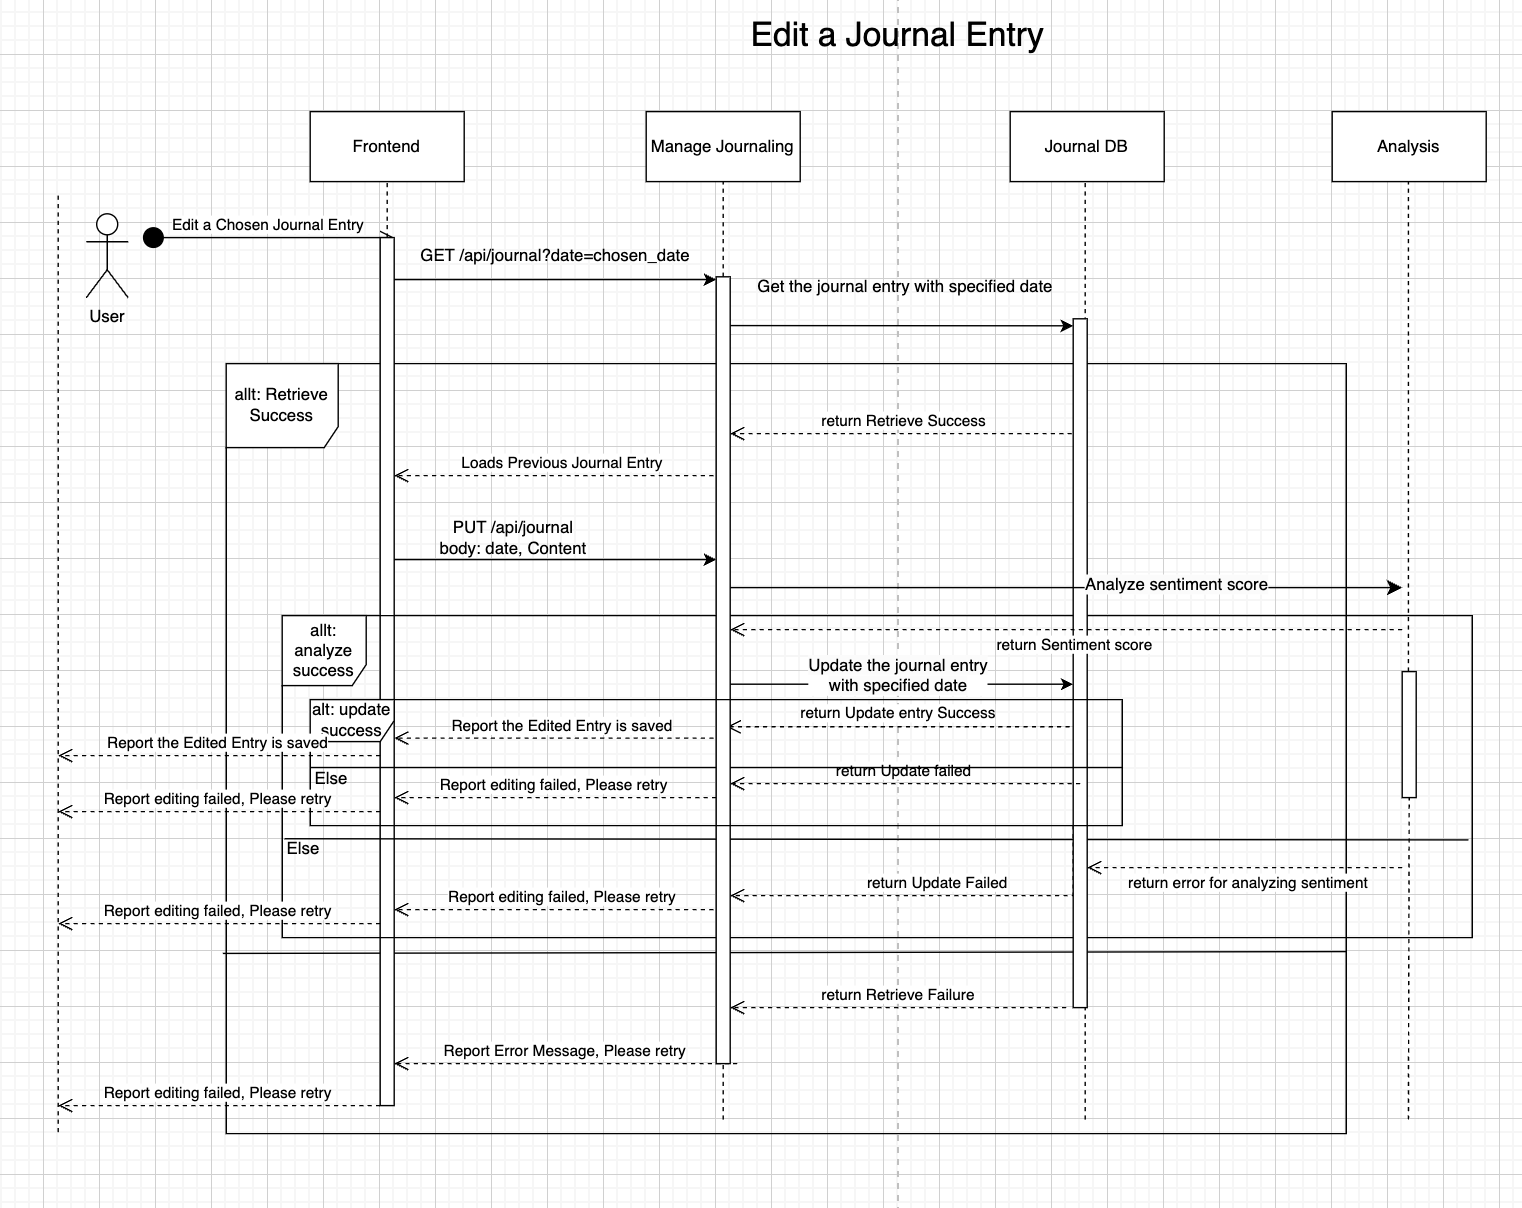 Edit a Journal Entry
Frontend
Manage Journaling
Journal DB
Analysis
Edit a Chosen Journal Entry
User
GET /api/journal?date=chosen_date
Get the journal entry with specified date
allt: Retrieve
Success
return Retrieve Success
Loads Previous Journal Entry
PUT /api/journal
body: date, Content
Analyze sentiment score
allt:
analyze
success
return Sentiment score
Update the journal entry
with specified date
alt: update
success
return Update entry Success
Report the Edited Entry is saved
Report the Edited Entry is saved
Else
return Update failed
Report editing failed, Please retry
Report editing failed, Please retry
Else
return error for analyzing sentiment
return Update Failed
Report editing failed, Please retry
Report editing failed, Please retry
return Retrieve Failure
Report Error Message, Please retry
Report editing failed, Please retry